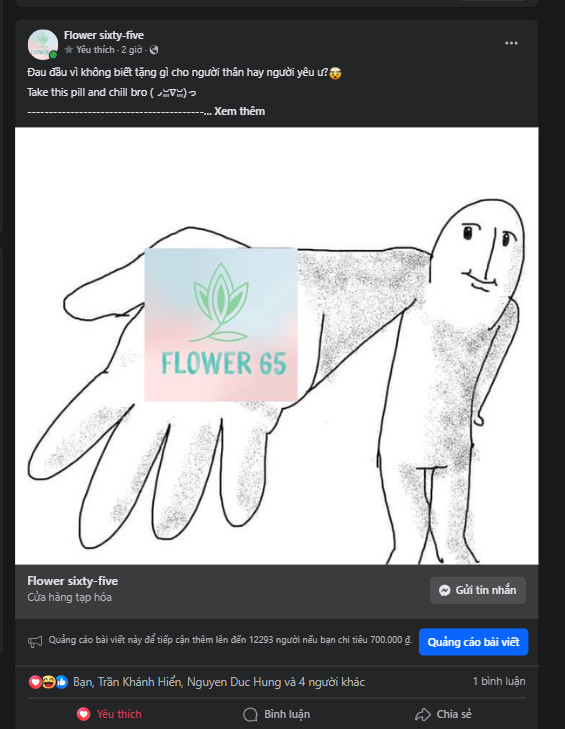 Flower sixty-five
Yêu thích · 2 giờ ·
Đau đầu vì không biết tặng gì cho người thân hay người yêu ư?🤯
Take this pill and chill bro ( ◞≍∇≍)っ
-----------------------------------------... Xem thêm
FLOWER 65
Flower sixty-five
Cửa hàng tạp hóa
Gửi tin nhắn
Quảng cáo bài viết này để tiếp cận thêm lên đến 12293 người nếu bạn chi tiêu 700.000 ₫.
Quảng cáo bài viết
Bạn, Trần Khánh Hiển, Nguyen Duc Hung và 4 người khác
1 bình luận
Yêu thích
Bình luận
Chia sẻ